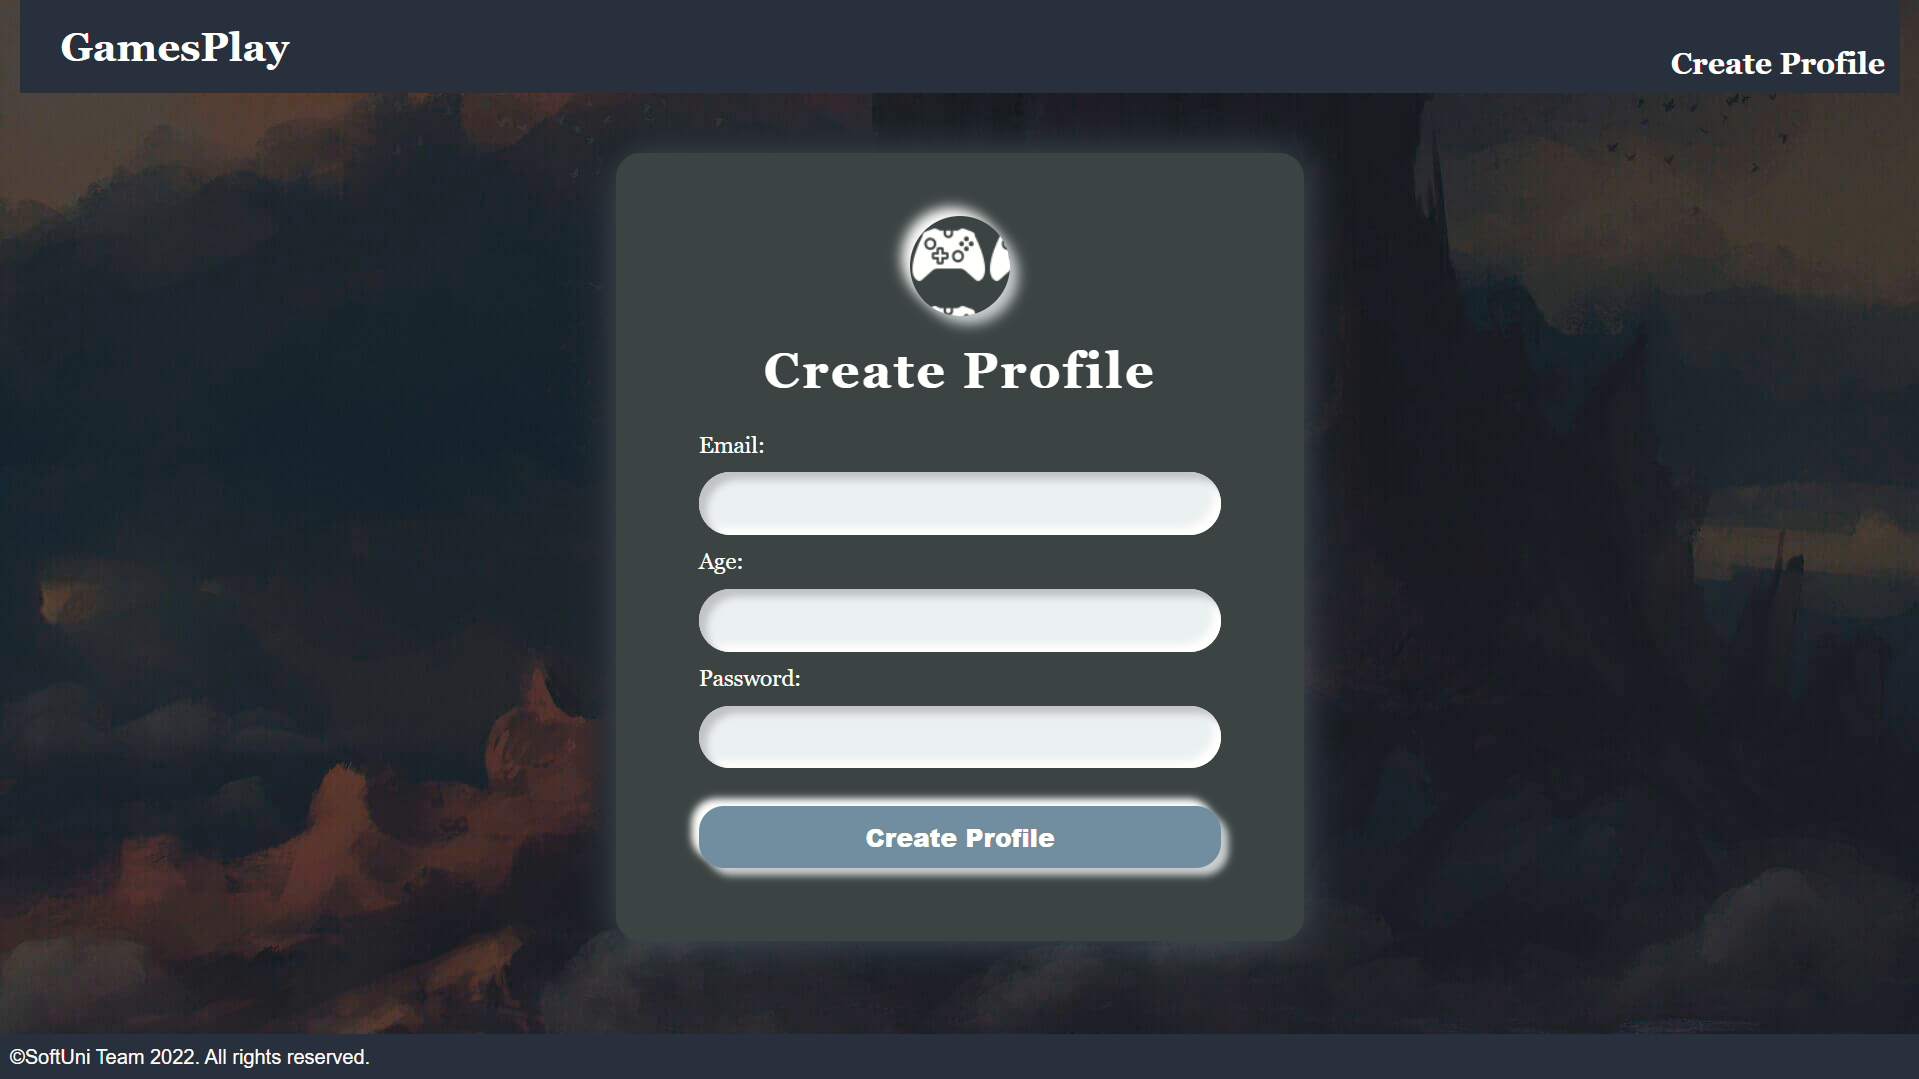 GamesPlay
Create Profile
Create Profile
Email:
Age:
Password:
Create Profile
©SoftUni Team 2022. All rights reserved.